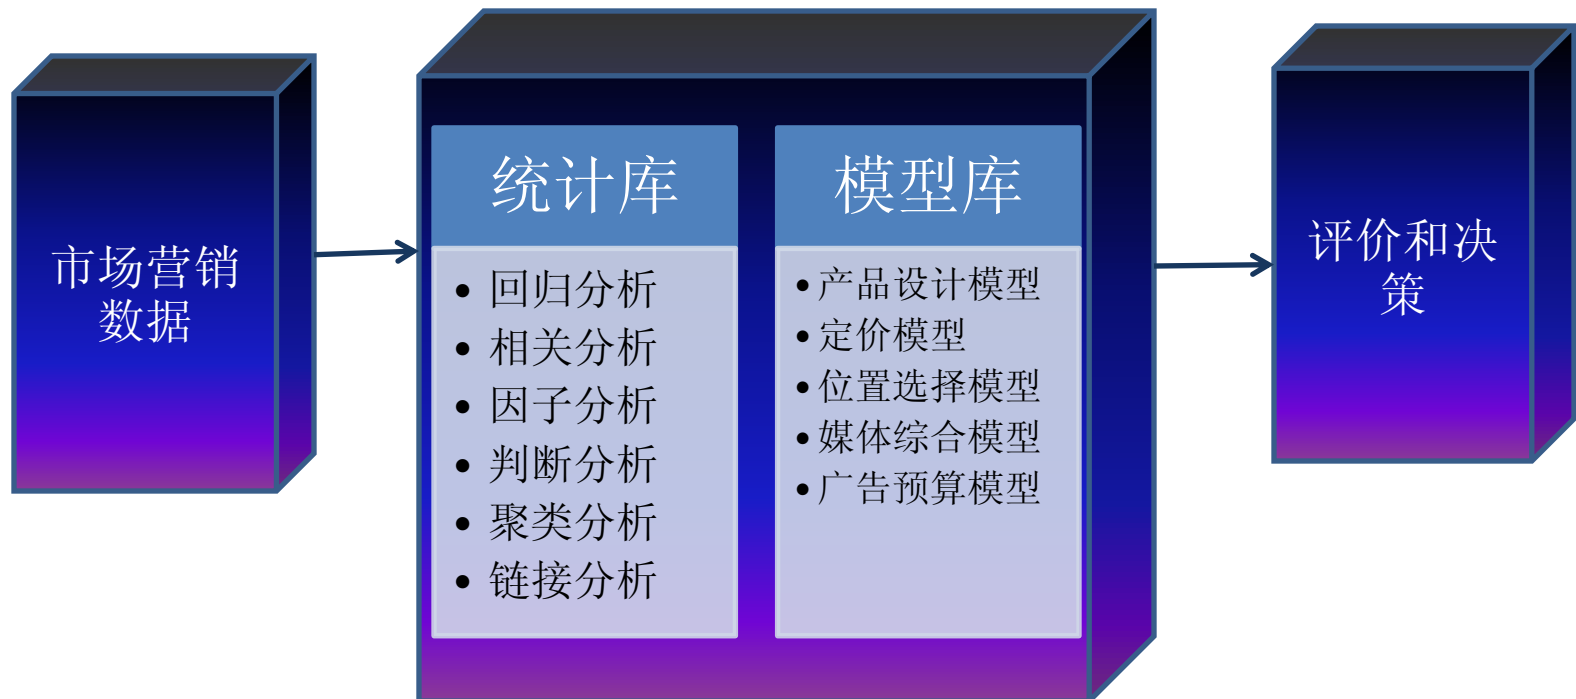 市场营销
数据
统计库
• 回归分析
• 相关分析
• 因子分析
• 判断分析
• 聚类分析
• 链接分析
模型库
• 产品设计模型
• 定价模型
• 位置选择模型
• 媒体综合模型
• 广告预算模型
评价和决
策